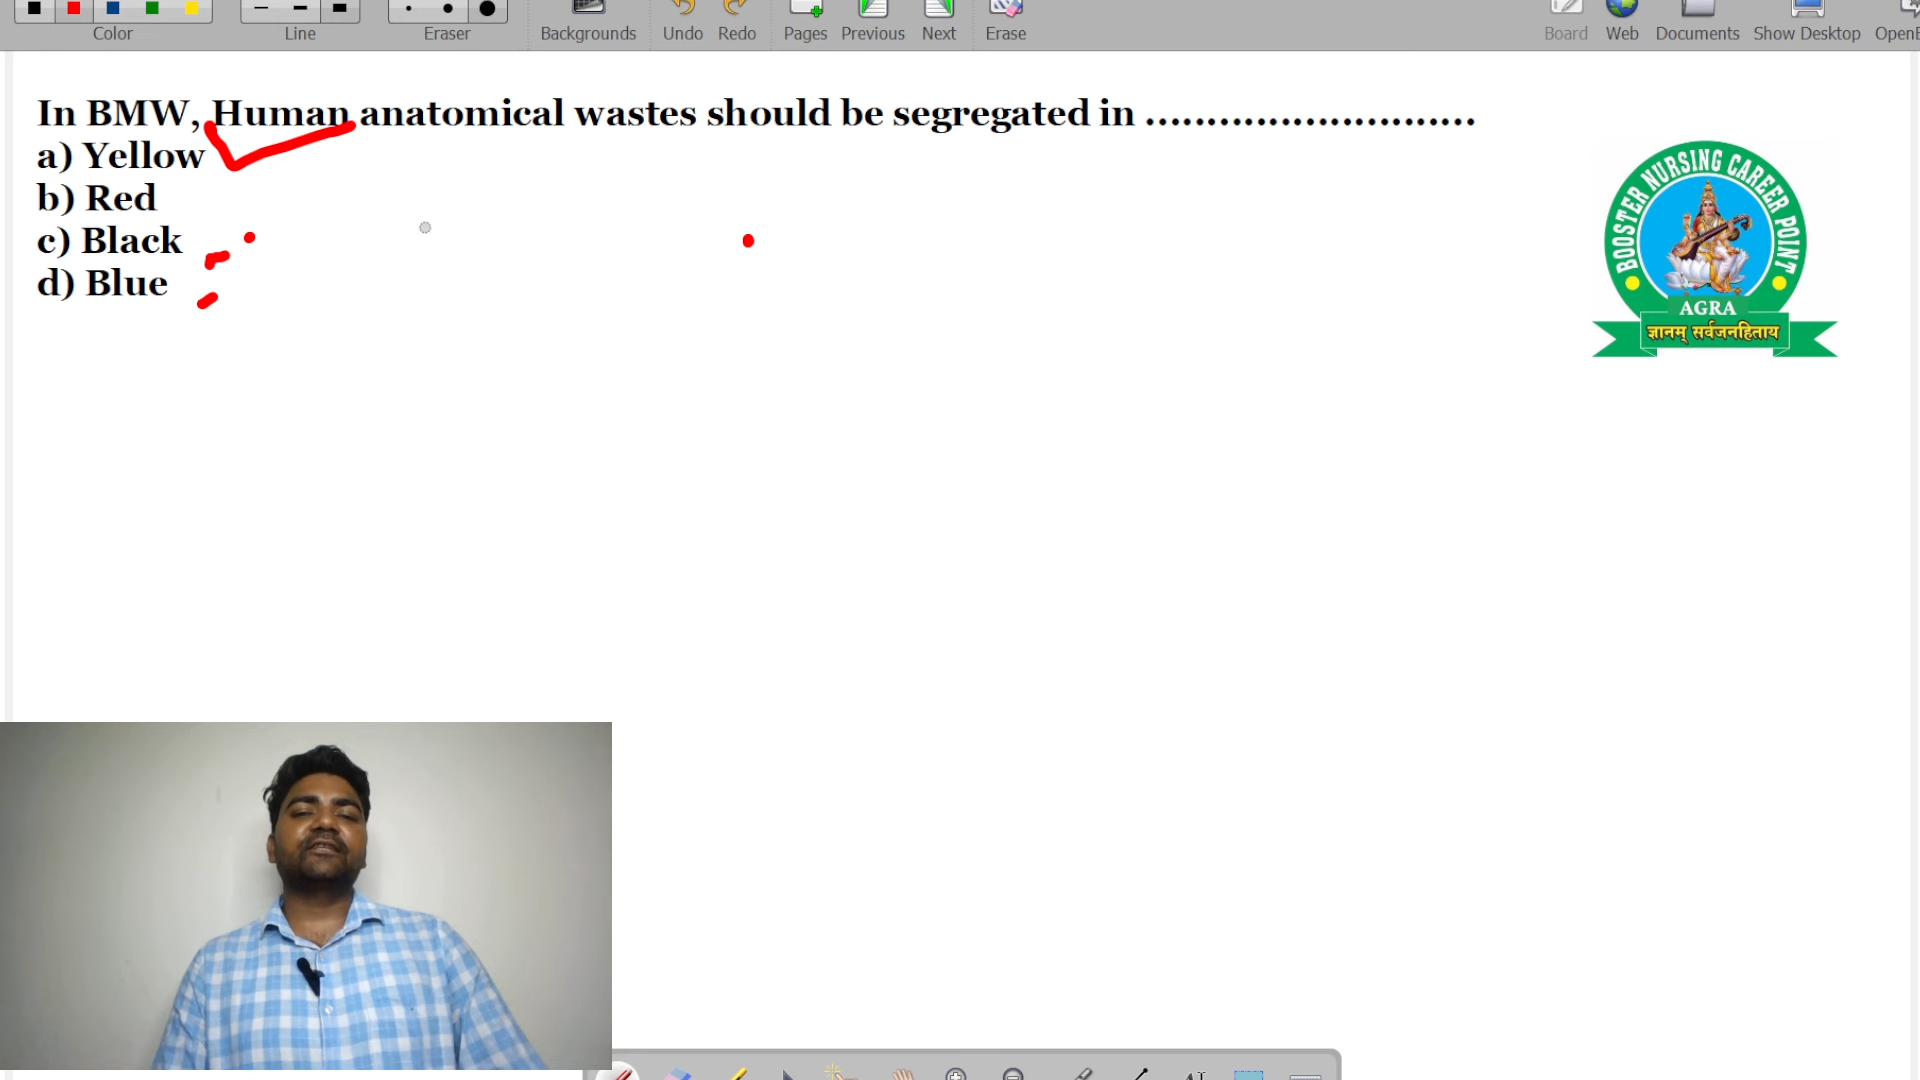 Color
Line
Eraser
Backgrounds
Undo
Redo
Pages
Previous
Next
Erase
Board
Web
Documents
Show Desktop
In BMW, Human anatomical wastes should be segregated in ...........................
a) Yellow
b) Red
c) Black
d) Blue
BOOSTER NURSING CAREER POINT
AGRA
ज्ञानम् सर्वजनहिताय